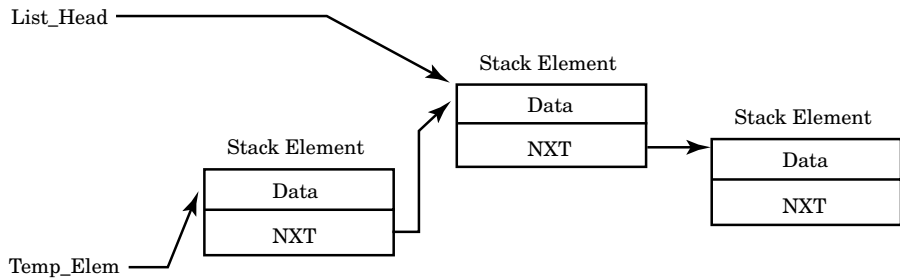 List_Head
Stack Element
Data
NXT
Stack Element
Data
NXT
Stack Element
Data
NXT
Temp_Elem